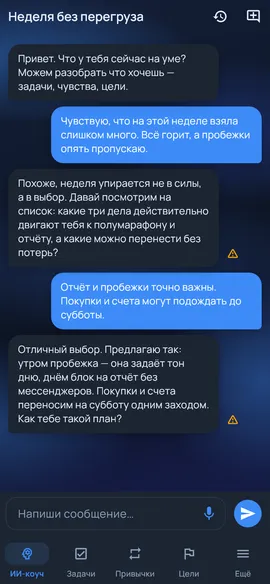 Неделя без перегруза
Привет. Что у тебя сейчас на уме?
Можем разобрать что хочешь —
задачи, чувства, цели.
Чувствую, что на этой неделе взяла
слишком много. Всё горит, а пробежки
опять пропускаю.
Похоже, неделя упирается не в силы,
а в выбор. Давай посмотрим на
список: какие три дела действительно
двигают тебя к полумарафону и
отчёту, а какие можно перенести без
потерь?
Отчёт и пробежки точно важны.
Покупки и счета могут подождать до
субботы.
Отличный выбор. Предлагаю так:
утром пробежка — она задаёт тон
дню, днём блок на отчёт без
мессенджеров. Покупки и счета
переносим на субботу одним заходом.
Как тебе такой план?
Напиши сообщение…
ИИ-коуч
Задачи
Привычки
Цели
Ещё